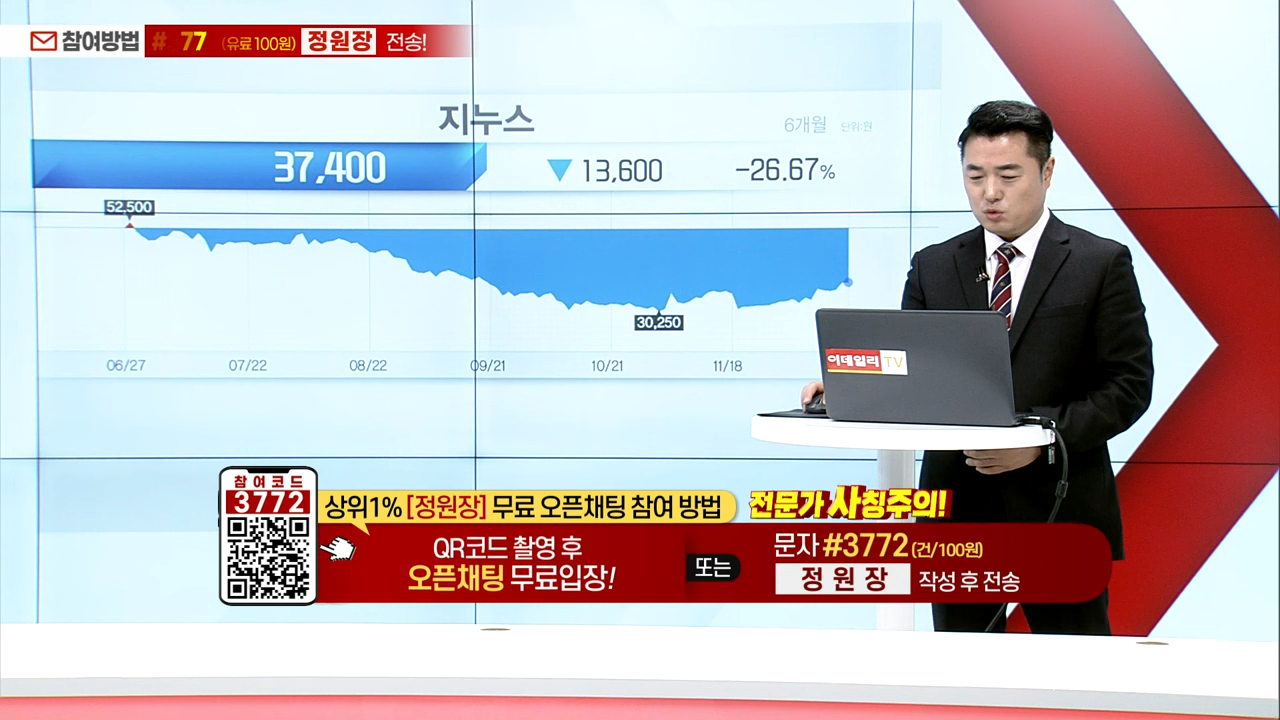 참여방법 # 77 (유료 100원) 정원장 전송!
지누스
6개월 단위:원
37,400 ▼13,600 -26.67%
52,500
30,250
06/27 07/22 08/22 09/21 10/21 11/18
이데일리TV
참여코드
3772
상위1% [정원장] 무료 오픈채팅 참여 방법
전문가 사칭주의!
QR코드 촬영 후
오픈채팅 무료입장!
또는
문자 #3772 (건/100원)
정원장 작성 후 전송